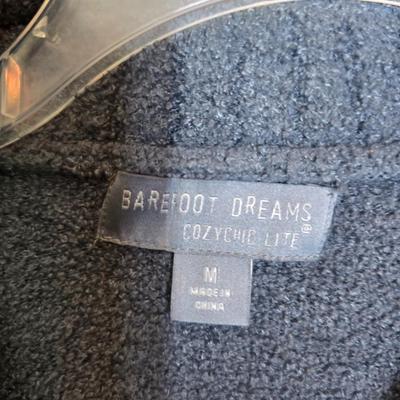 BAREFOOT DREAMS
COZYCHIC LITE®
M
MADE IN
CHINA